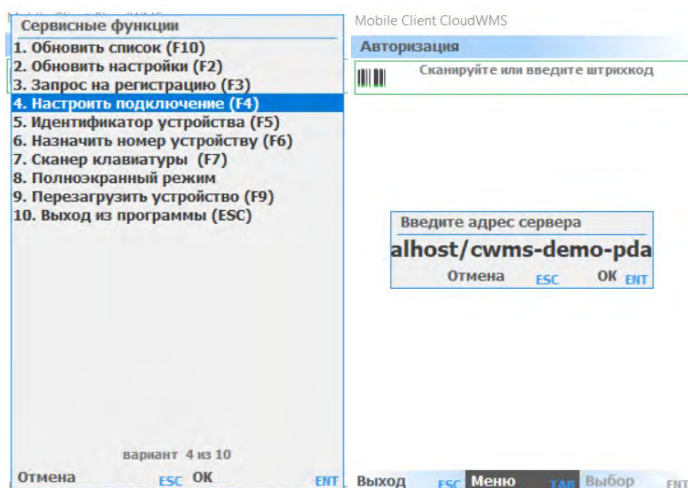 Сервисные функции
1. Обновить список (F10)
2. Обновить настройки (F2)
3. Запрос на регистрацию (F3)
4. Настроить подключение (F4)
5. Идентификатор устройства (F5)
6. Назначить номер устройству (F6)
7. Сканер клавиатуры (F7)
8. Полноэкранный режим
9. Перезагрузить устройство (F9)
10. Выход из программы (ESC)
вариант 4 из 10
Отмена ESC OK ENT
Mobile Client CloudWMS
Авторизация
Сканируйте или введите штрихкод
Введите адрес сервера
alhost/cwms-demo-pda
Отмена ESC OK ENT
Выход ESC Меню TAB Выбор ENT